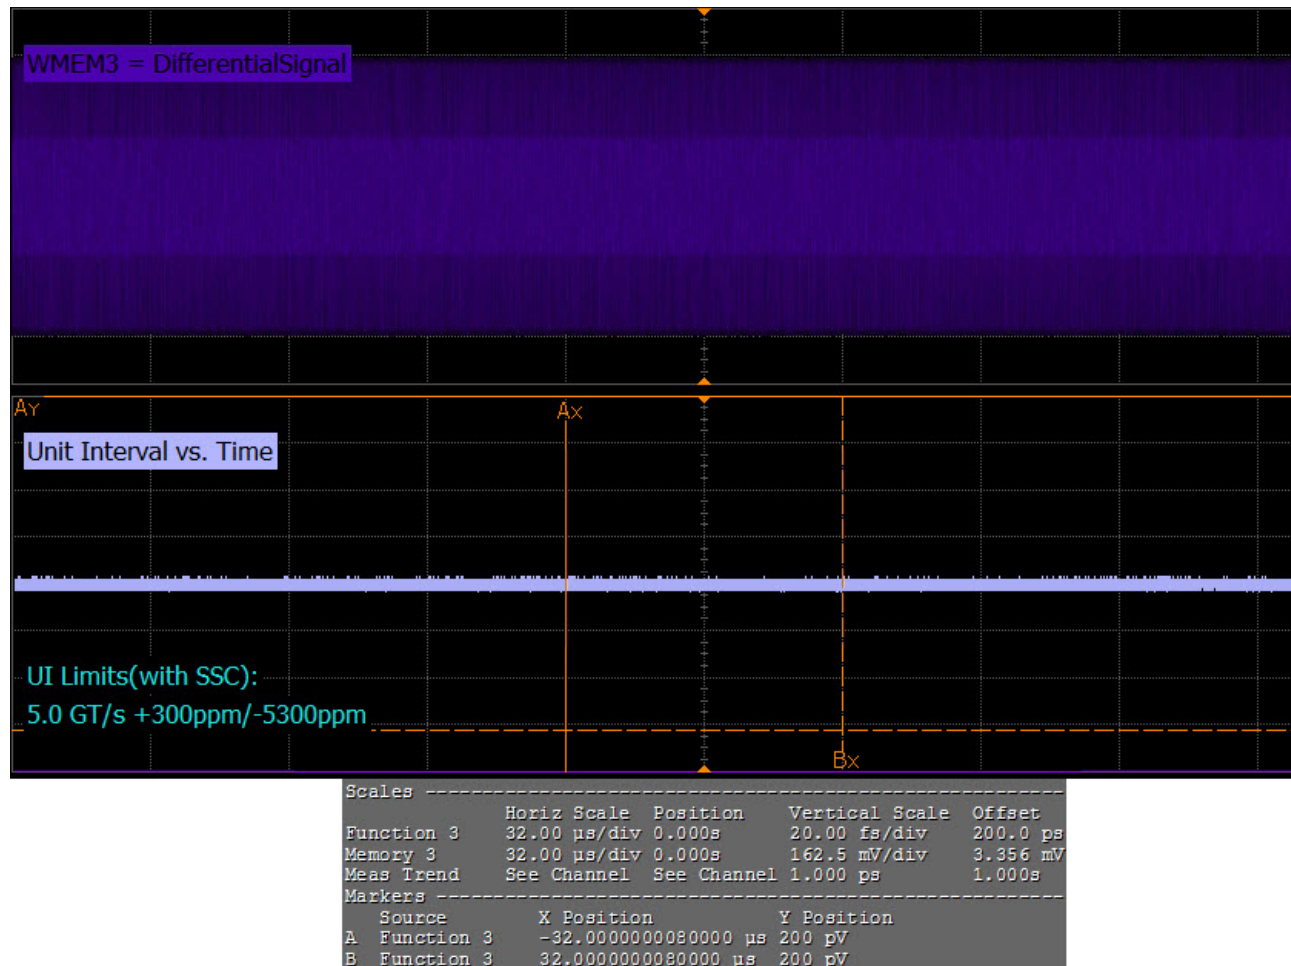 WMEM3 = DifferentialSignal
AY
Ax
Unit Interval vs. Time
UI Limits(with SSC):
5.0 GT/s +300ppm/-5300ppm
Bx
Scales
Horiz Scale Position Vertical Scale Offset
Function 3 32.00 µs/div 0.000s 20.00 fs/div 200.0 ps
Memory 3 32.00 µs/div 0.000s 162.5 mV/div 3.356 mV
Meas Trend See Channel See Channel 1.000 ps 1.000s
Markers
Source X Position Y Position
A Function 3 -32.0000000080000 µs 200 pV
B Function 3 32.0000000080000 µs 200 pV